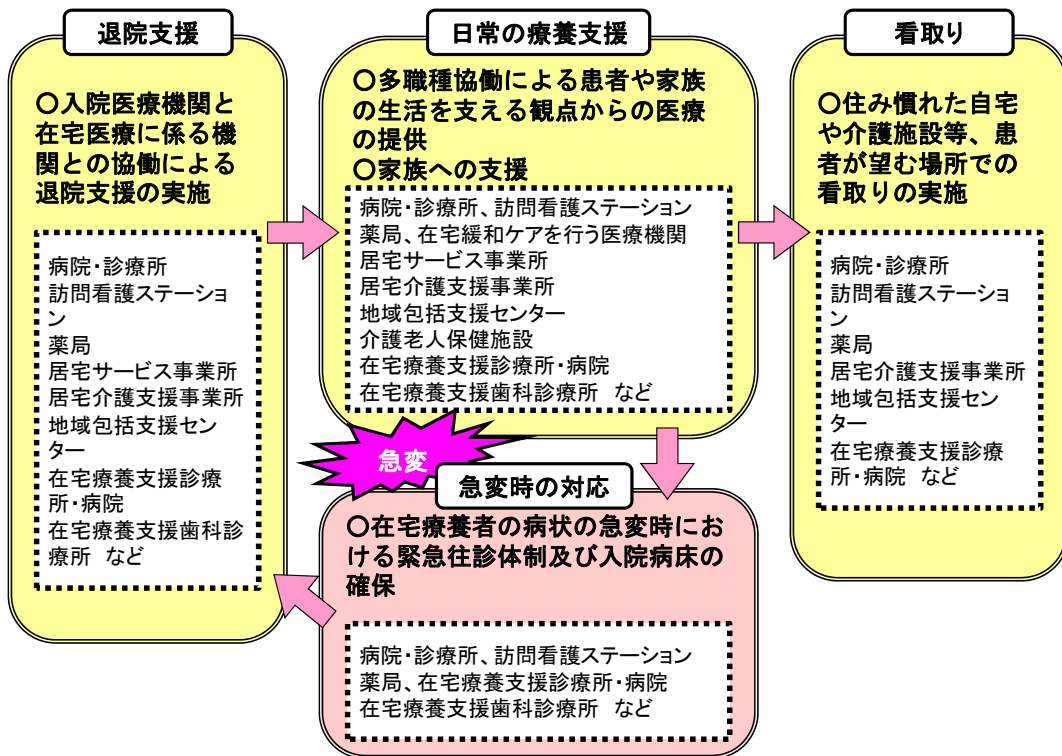 退院支援
〇入院医療機関と
在宅医療に係る機
関との協働による
退院支援の実施
病院・診療所
訪問看護ステーショ
ン
薬局
居宅サービス事業所
居宅介護支援事業所
地域包括支援セン
ター
在宅療養支援診療
所・病院
在宅療養支援歯科診
療所 など
日常の療養支援
〇多職種協働による患者や家族
の生活を支える観点からの医療
の提供
〇家族への支援
病院・診療所、訪問看護ステーション
薬局、在宅緩和ケアを行う医療機関
居宅サービス事業所
居宅介護支援事業所
地域包括支援センター
介護老人保健施設
在宅療養支援診療所・病院
在宅療養支援歯科診療所 など
急変
急変時の対応
〇在宅療養者の病状の急変時にお
ける緊急往診体制及び入院病床の
確保
病院・診療所、訪問看護ステーション
薬局、在宅療養支援診療所・病院
在宅療養支援歯科診療所 など
看取り
〇住み慣れた自宅
や介護施設等、患
者が望む場所での
看取りの実施
病院・診療所
訪問看護ステーショ
ン
薬局
居宅介護支援事業所
地域包括支援セン
ター
在宅療養支援診療
所・病院 など